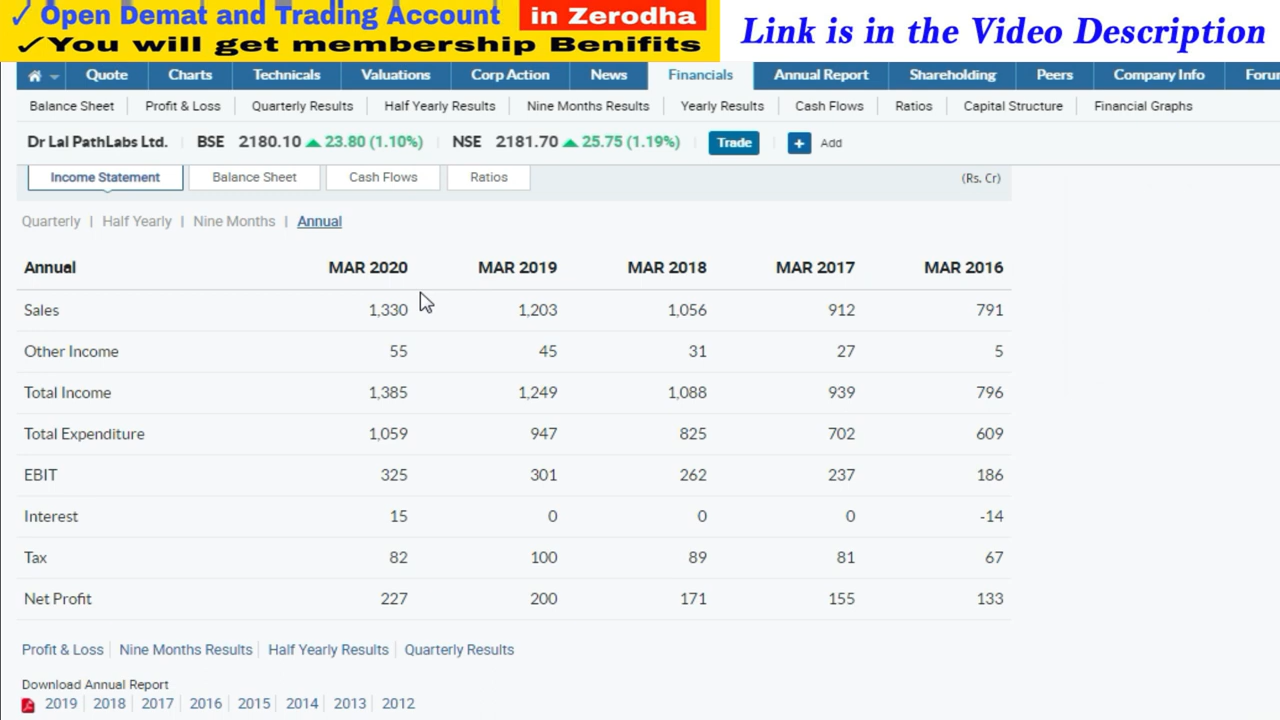 ✓ Open Demat and Trading Account in Zerodha
✓You will get membership Benifits
Link is in the Video Description
Quote Charts Technicals Valuations Corp Action News Financials Annual Report Shareholding Peers Company Info Foru
Balance Sheet Profit & Loss Quarterly Results Half Yearly Results Nine Months Results Yearly Results Cash Flows Ratios Capital Structure Financial Graphs
Dr Lal PathLabs Ltd. BSE 2180.10 23.80 (1.10%) NSE 2181.70 25.75 (1.19%) Trade + Add
Income Statement Balance Sheet Cash Flows Ratios (Rs. Cr)
Quarterly | Half Yearly | Nine Months | Annual
Annual MAR 2020 MAR 2019 MAR 2018 MAR 2017 MAR 2016
Sales 1,330 1,203 1,056 912 791
Other Income 55 45 31 27 5
Total Income 1,385 1,249 1,088 939 796
Total Expenditure 1,059 947 825 702 609
EBIT 325 301 262 237 186
Interest 15 0 0 0 -14
Tax 82 100 89 81 67
Net Profit 227 200 171 155 133
Profit & Loss Nine Months Results Half Yearly Results Quarterly Results
Download Annual Report
2019 2018 2017 2016 2015 2014 2013 2012